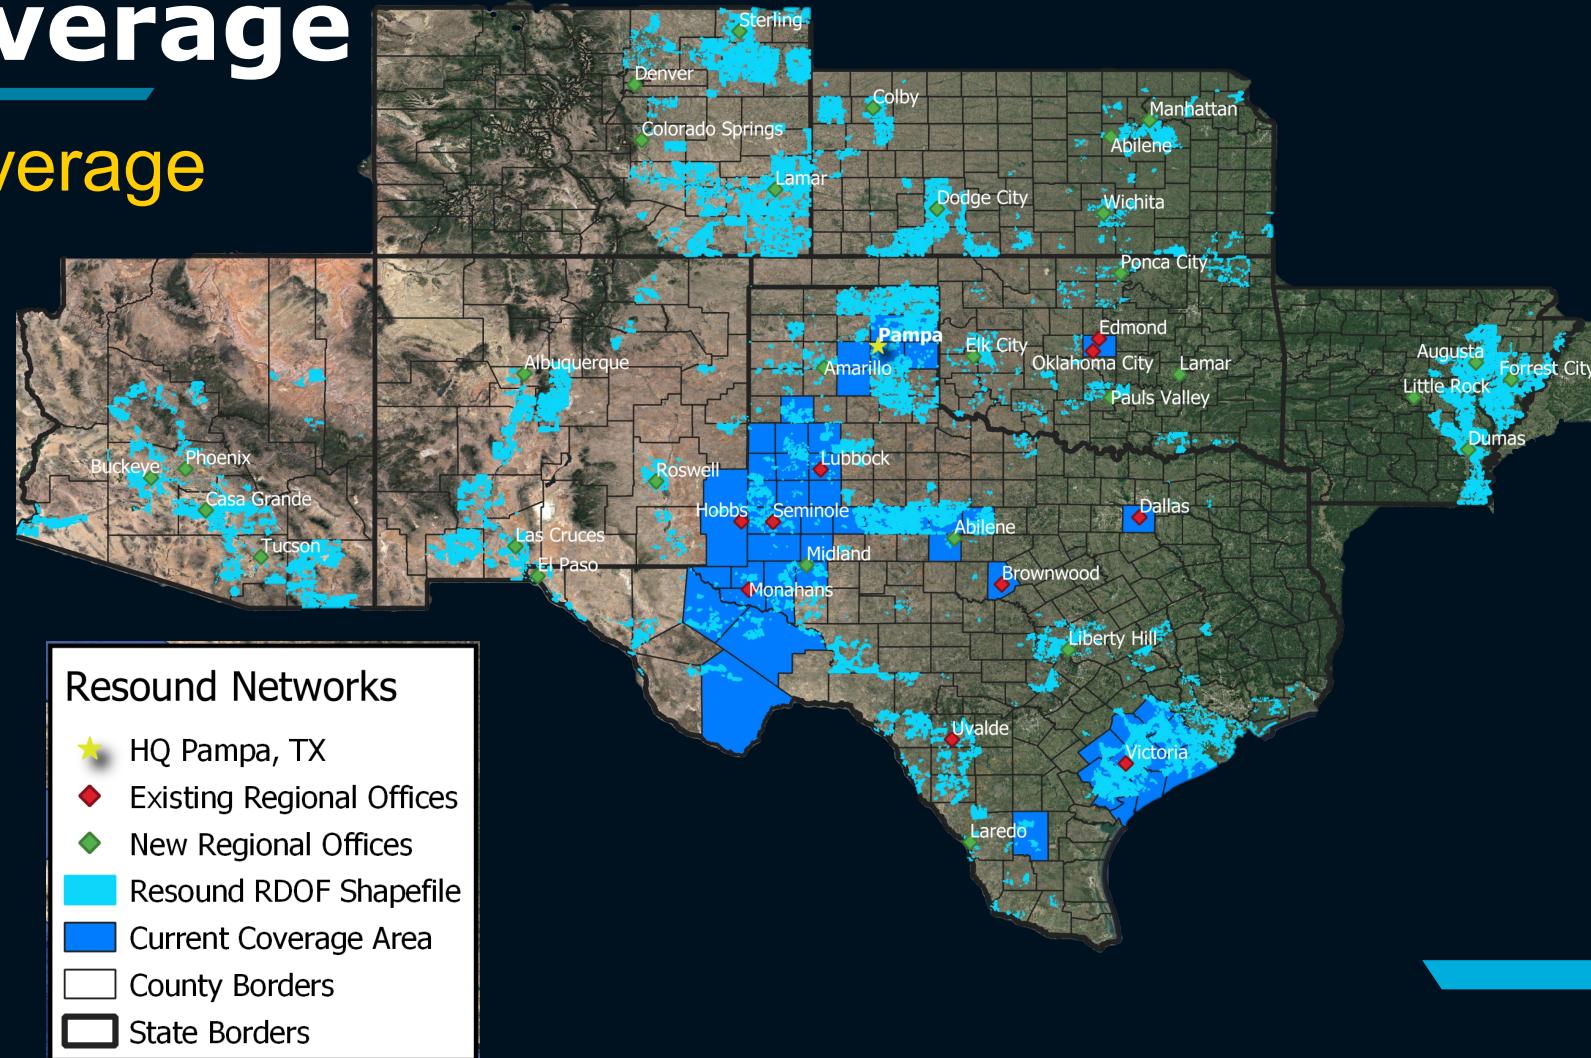 verage
verage
Sterling
Denver
Colby
Manhattan
Colorado Springs
Abilene
Lamar
Dodge City
Wichita
Ponca City
Pampa
Edmond
Elk City
Oklahoma City
Lamar
Albuquerque
Amarillo
Pauls Valley
Augusta
Forrest City
Little Rock
Dumas
Buckeye
Phoenix
Lubbock
Roswell
Casa Grande
Hobbs
Seminole
Dallas
Abilene
Las Cruces
Tucson
Midland
El Paso
Brownwood
Monahans
Liberty Hill
Uvalde
Victoria
Laredo
Resound Networks
HQ Pampa, TX
Existing Regional Offices
New Regional Offices
Resound RDOF Shapefile
Current Coverage Area
County Borders
State Borders